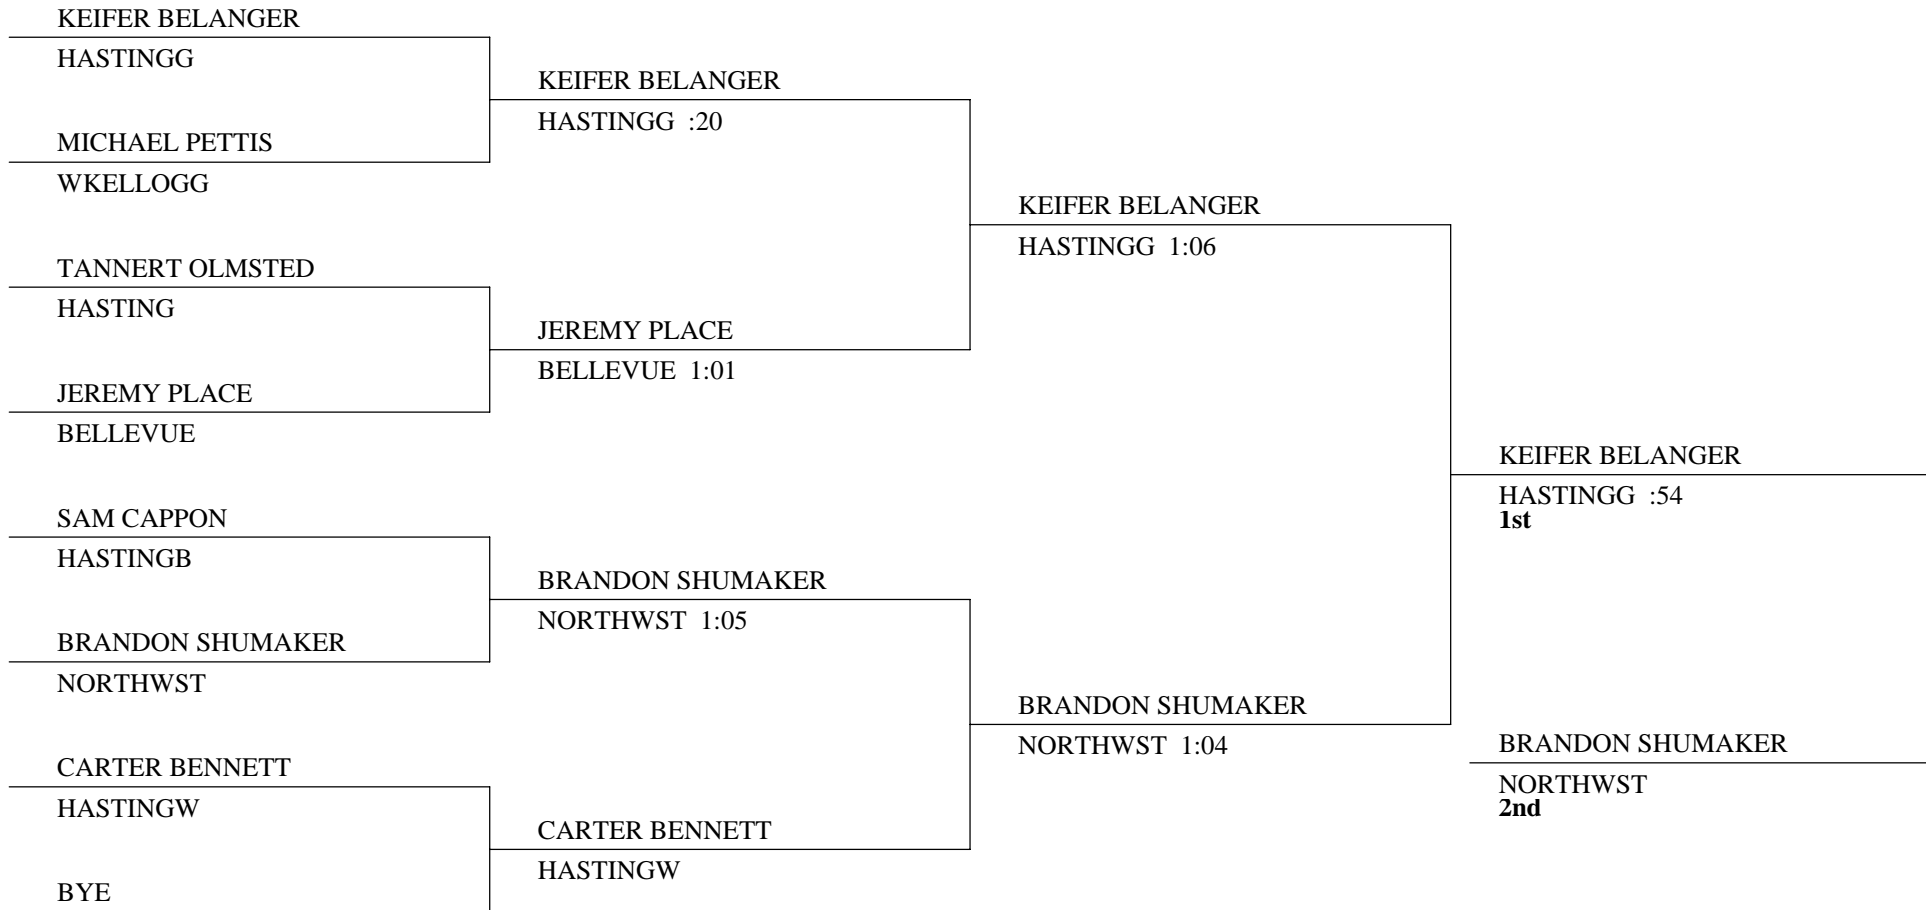 KEIFER BELANGER
HASTINGG
MICHAEL PETTIS
WKELLOGG
TANNERT OLMSTED
HASTING
JEREMY PLACE
BELLEVUE
SAM CAPPON
HASTINGB
BRANDON SHUMAKER
NORTHWST
CARTER BENNETT
HASTINGW
BYE
KEIFER BELANGER
HASTINGG :20
JEREMY PLACE
BELLEVUE 1:01
BRANDON SHUMAKER
NORTHWST 1:05
CARTER BENNETT
HASTINGW
KEIFER BELANGER
HASTINGG 1:06
BRANDON SHUMAKER
NORTHWST 1:04
KEIFER BELANGER
HASTINGG :54
1st
BRANDON SHUMAKER
NORTHWST
2nd